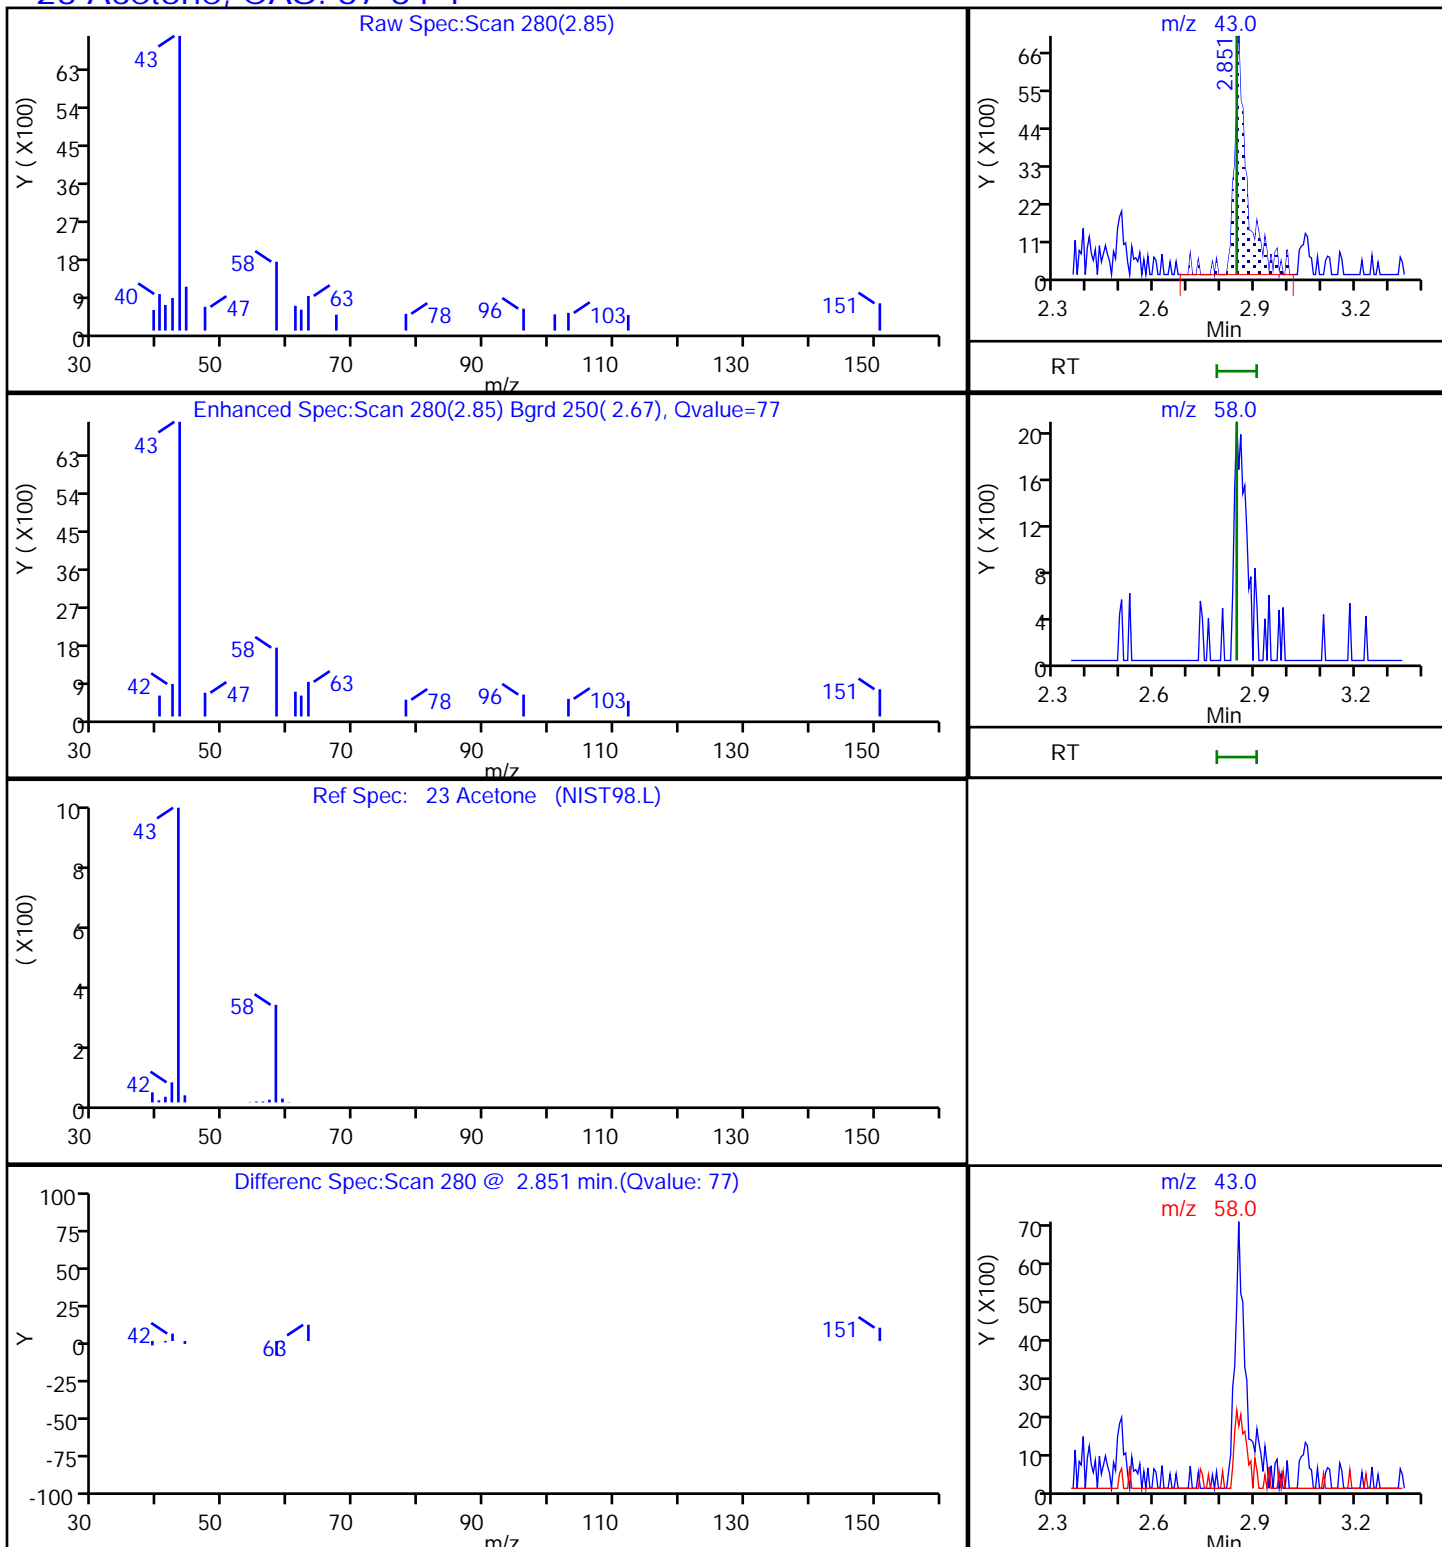 Raw Spec:Scan 280(2.85)
Y ( X100)
63
54
45
36
27
18
9
0
43
58
40
47
63
78
96
103
151
30 50 70 90 110 130 150
m/z
m/z 43.0
Y ( X100)
66
55
44
33
22
11
0
2.851
2.3 2.6 2.9 3.2
Min
RT
Enhanced Spec:Scan 280(2.85) Bgrd 250( 2.67), Qvalue=77
Y ( X100)
63
54
45
36
27
18
9
0
43
58
42
47
63
78
96
103
151
30 50 70 90 110 130 150
m/z
m/z 58.0
Y ( X100)
20
16
12
8
4
0
2.3 2.6 2.9 3.2
Min
RT
Ref Spec: 23 Acetone (NIST98.L)
( X100)
10
8
6
4
2
0
43
58
42
30 50 70 90 110 130 150
Differenc Spec:Scan 280 @ 2.851 min.(Qvalue: 77)
Y
100
75
50
25
0
-25
-50
-75
-100
42
151
30 50 70 90 110 130 150
m/z
m/z 43.0
m/z 58.0
Y ( X100)
70
60
50
40
30
20
10
0
2.3 2.6 2.9 3.2
Min